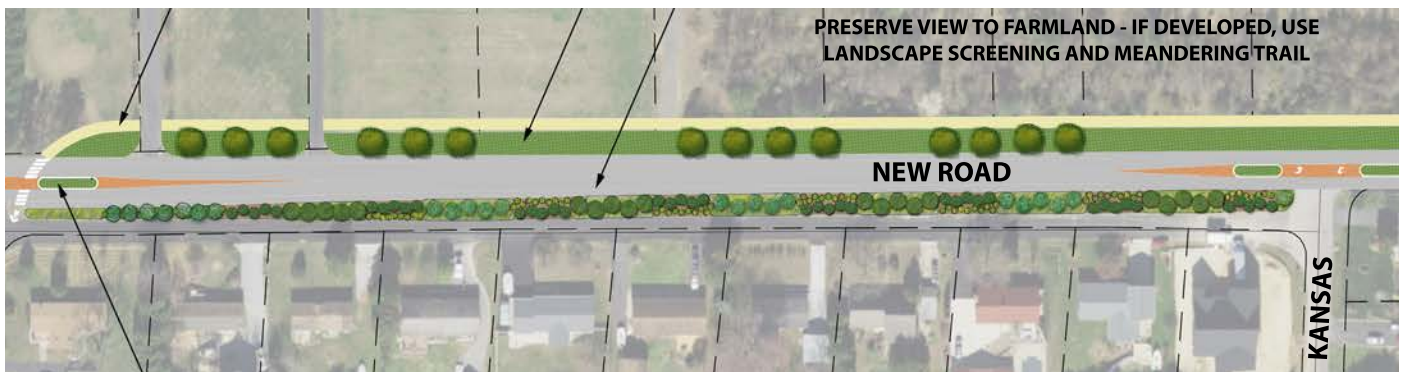 PRESERVE VIEW TO FARMLAND - IF DEVELOPED, USE
LANDSCAPE SCREENING AND MEANDERING TRAIL
NEW ROAD
KANSAS